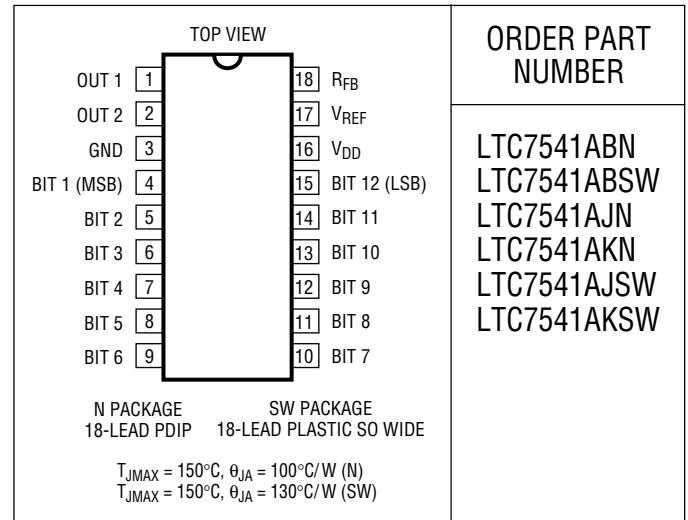 TOP VIEW
OUT 1 1
OUT 2 2
GND 3
BIT 1 (MSB) 4
BIT 2 5
BIT 3 6
BIT 4 7
BIT 5 8
BIT 6 9
18 RFB
17 VREF
16 VDD
15 BIT 12 (LSB)
14 BIT 11
13 BIT 10
12 BIT 9
11 BIT 8
10 BIT 7
N PACKAGE
18-LEAD PDIP
SW PACKAGE
18-LEAD PLASTIC SO WIDE
TJMAX = 150°C, θJA = 100°C/W (N)
TJMAX = 150°C, θJA = 130°C/W (SW)
ORDER PART
NUMBER
LTC7541ABN
LTC7541ABSW
LTC7541AJN
LTC7541AKN
LTC7541AJSW
LTC7541AKSW